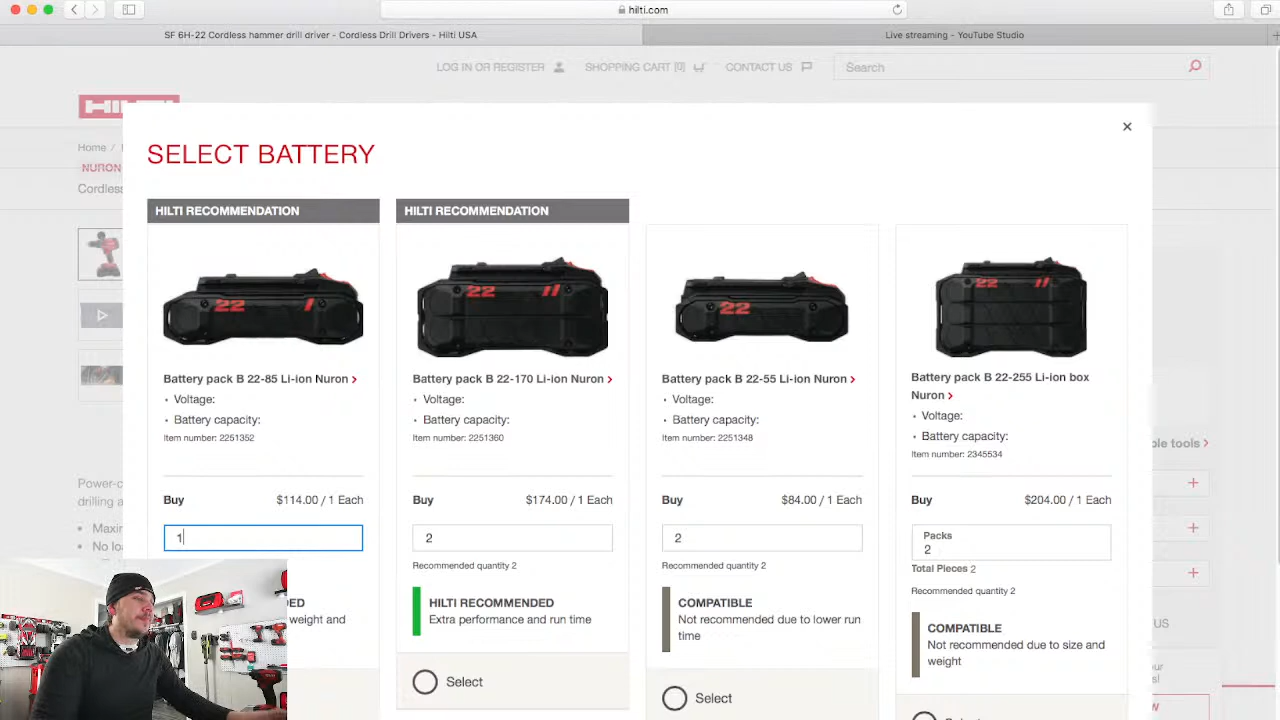 hilti.com
SF 6H-22 Cordless hammer drill driver - Cordless Drill Drivers - Hilti USA
Live streaming - YouTube Studio
LOG IN OR REGISTER
SHOPPING CART [0]
CONTACT US
Search
HILTI
Home /
NURON
Cordless
SELECT BATTERY
HILTI RECOMMENDATION
22
Battery pack B 22-85 Li-ion Nuron >
• Voltage:
• Battery capacity:
Item number: 2251352
Buy $114.00 / 1 Each
1
weight and
HILTI RECOMMENDATION
22
Battery pack B 22-170 Li-ion Nuron >
• Voltage:
• Battery capacity:
Item number: 2251360
Buy $174.00 / 1 Each
2
Recommended quantity 2
HILTI RECOMMENDED
Extra performance and run time
Select
22
Battery pack B 22-55 Li-ion Nuron >
• Voltage:
• Battery capacity:
Item number: 2251348
Buy $84.00 / 1 Each
2
Recommended quantity 2
COMPATIBLE
Not recommended due to lower run
time
Select
22
Battery pack B 22-255 Li-ion box
Nuron >
• Voltage:
• Battery capacity:
Item number: 2345534
Buy $204.00 / 1 Each
Packs
2
Total Pieces 2
Recommended quantity 2
COMPATIBLE
Not recommended due to size and
weight
tools >
US